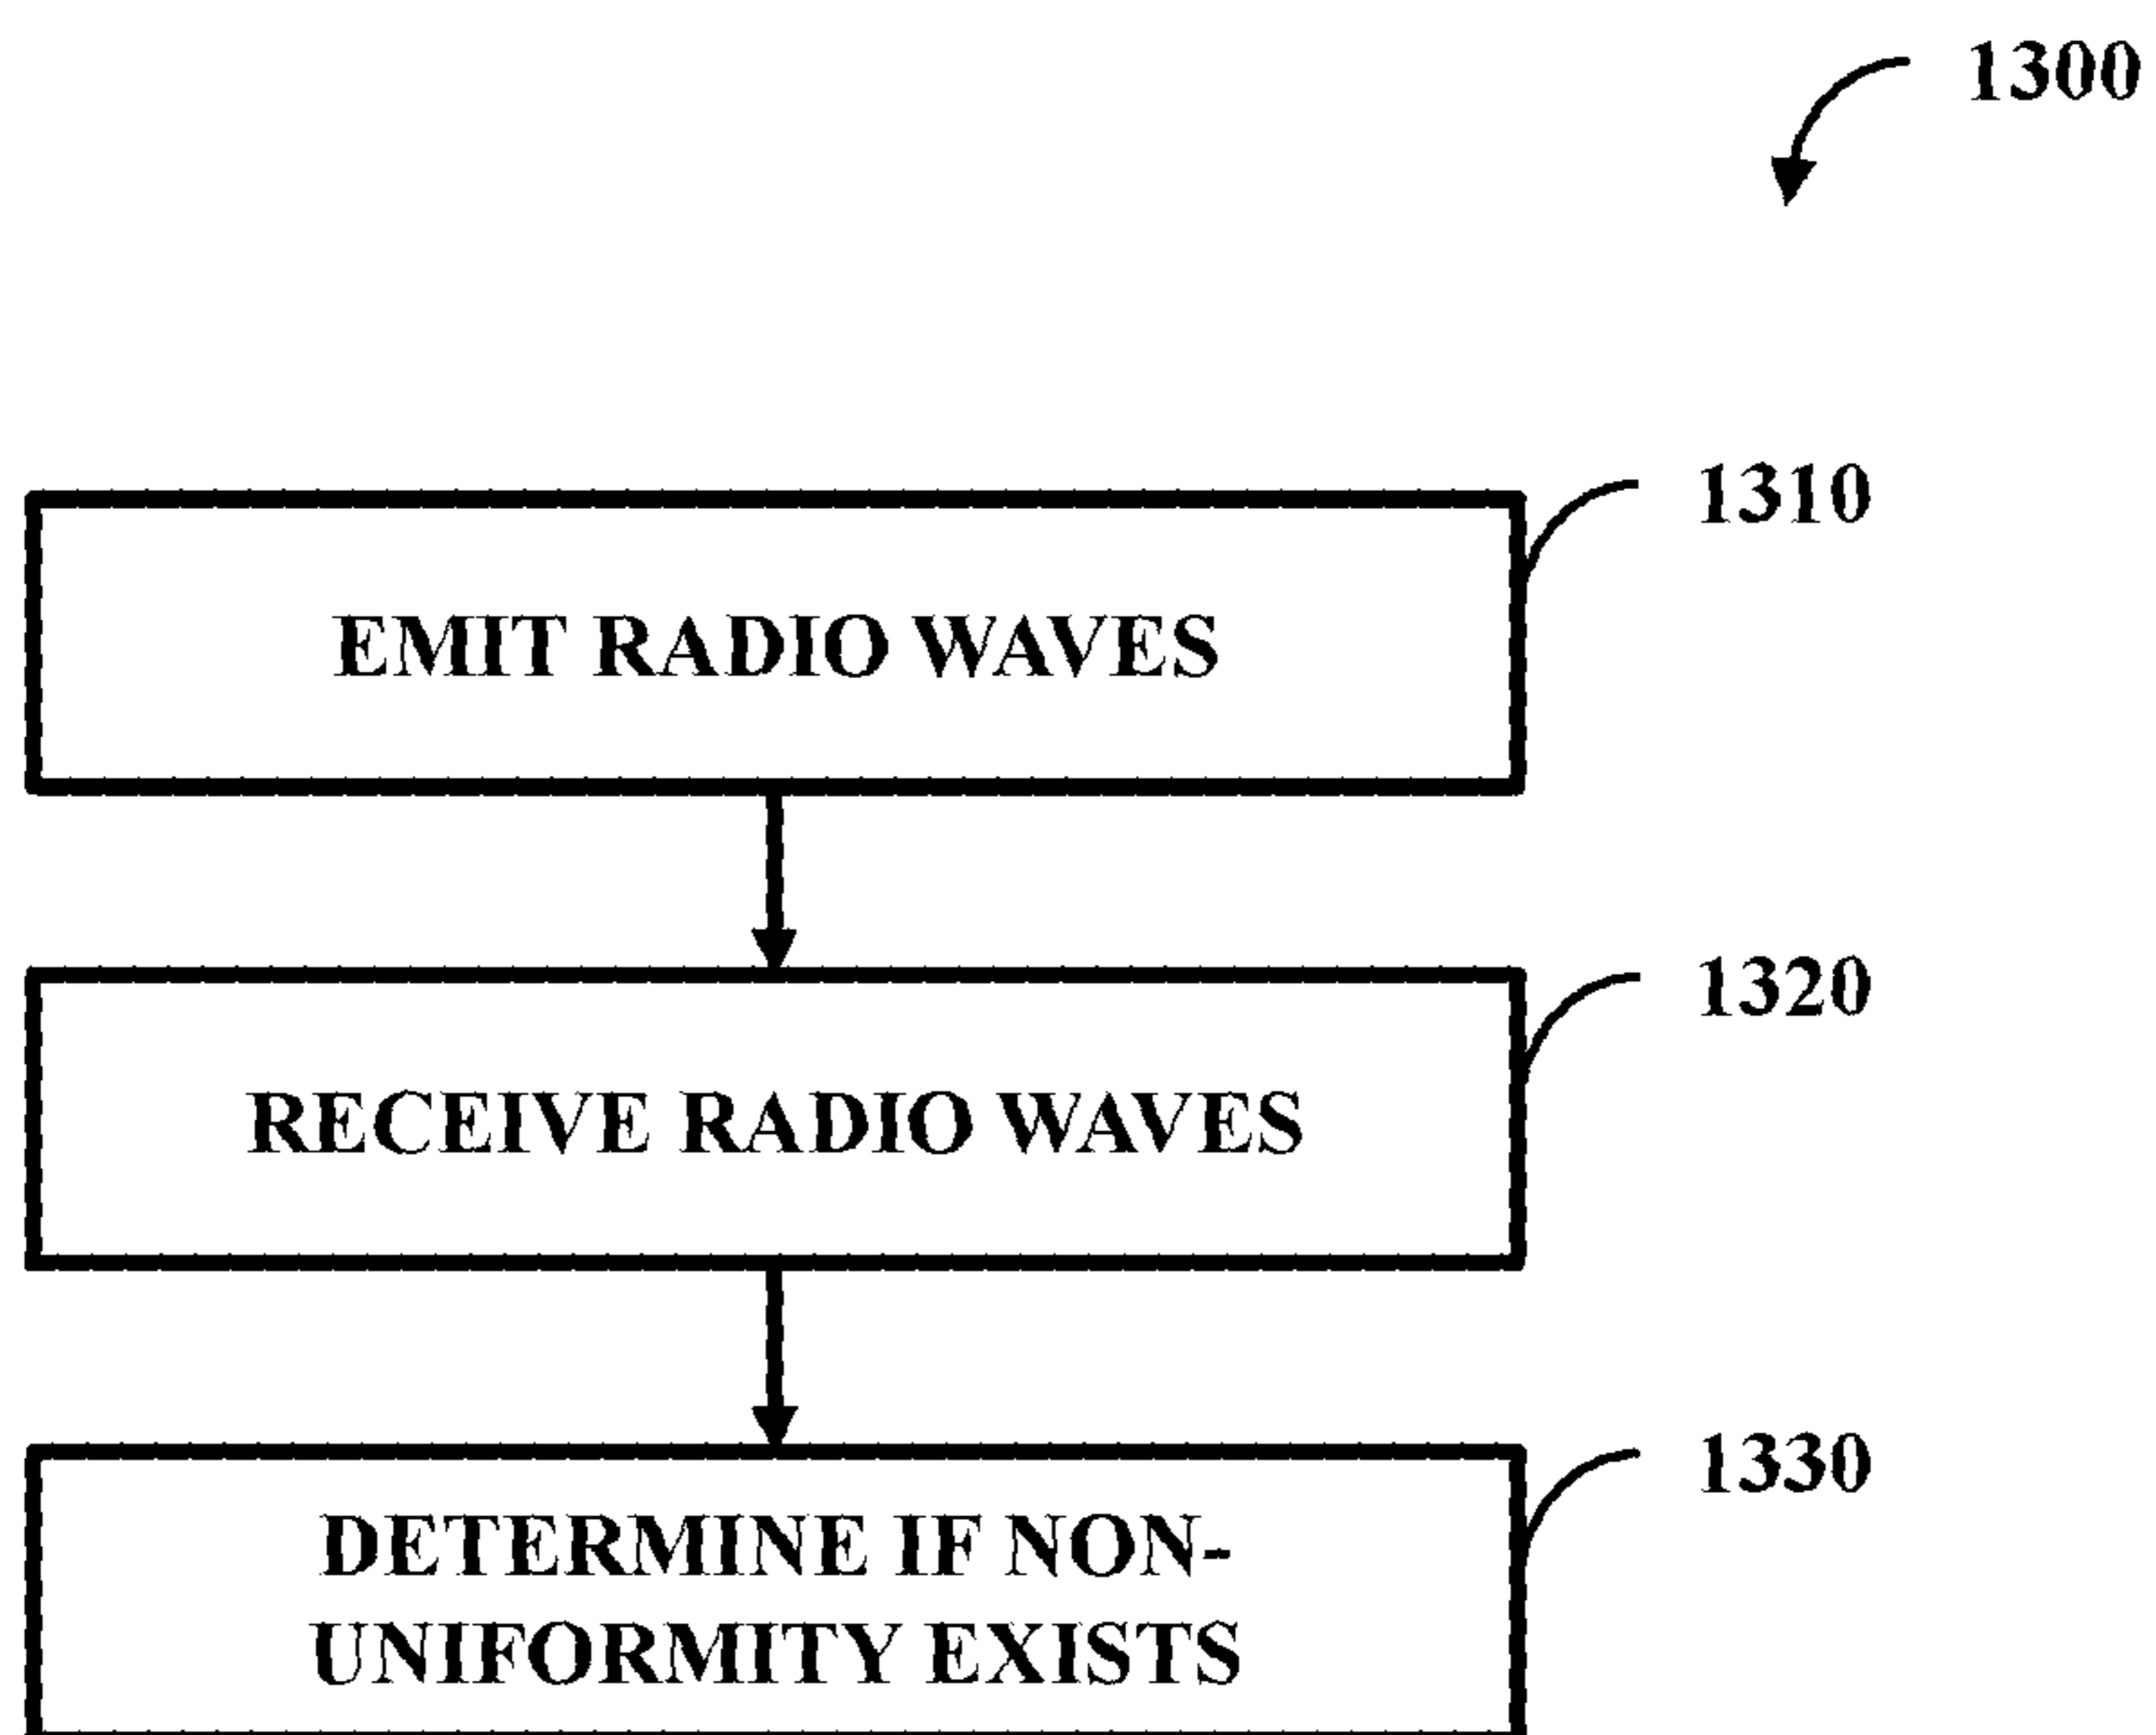 1300
1310
EMIT RADIO WAVES
1320
RECEIVE RADIO WAVES
1330
DETERMINE IF NON-
UNIFORMITY EXISTS